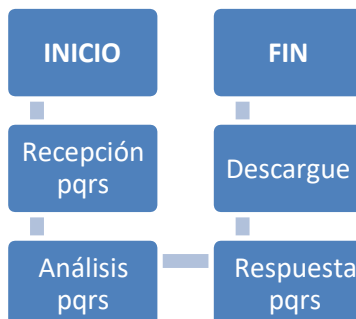 INICIO
Recepción
pqrs
Análisis
pqrs
Respuesta
pqrs
Descargue
FIN